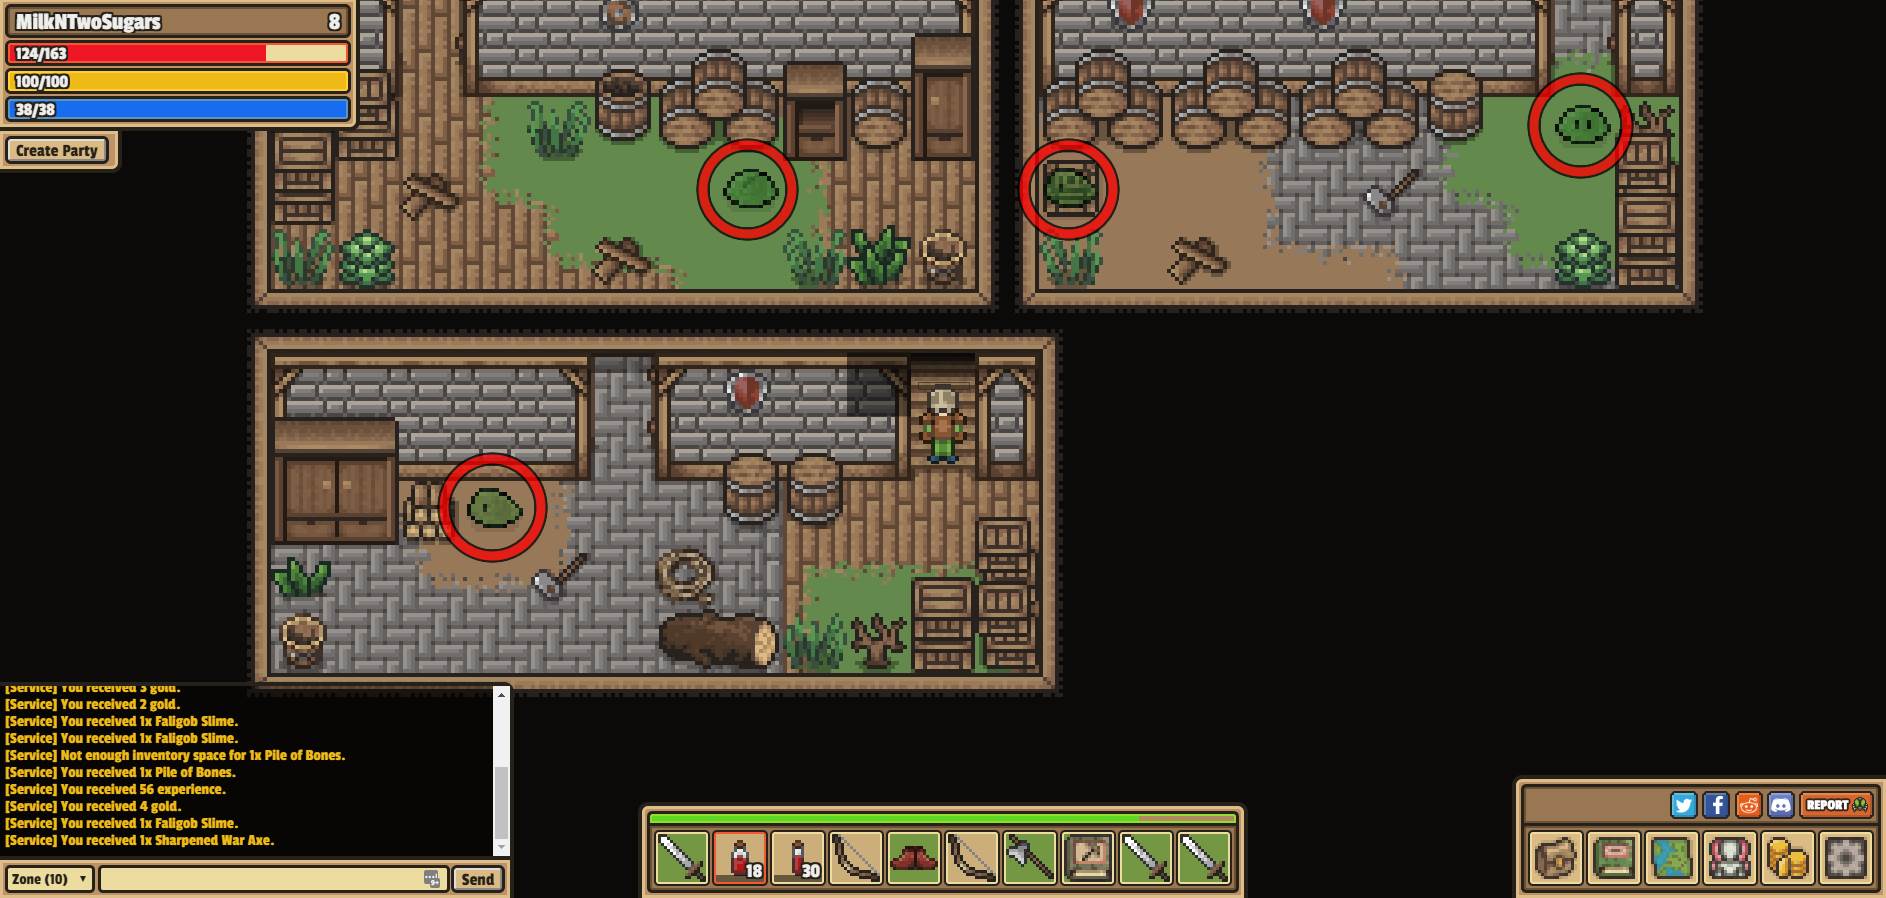 MilkNTwoSugars 8
124/163
100/100
38/38
Create Party
[Service] You received 3 gold.
[Service] You received 2 gold.
[Service] You received 1x Faligob Slime.
[Service] You received 1x Faligob Slime.
[Service] Not enough inventory space for 1x Pile of Bones.
[Service] You received 1x Pile of Bones.
[Service] You received 56 experience.
[Service] You received 4 gold.
[Service] You received 1x Faligob Slime.
[Service] You received 1x Sharpened War Axe.
Zone (10) Send
18 30
REPORT